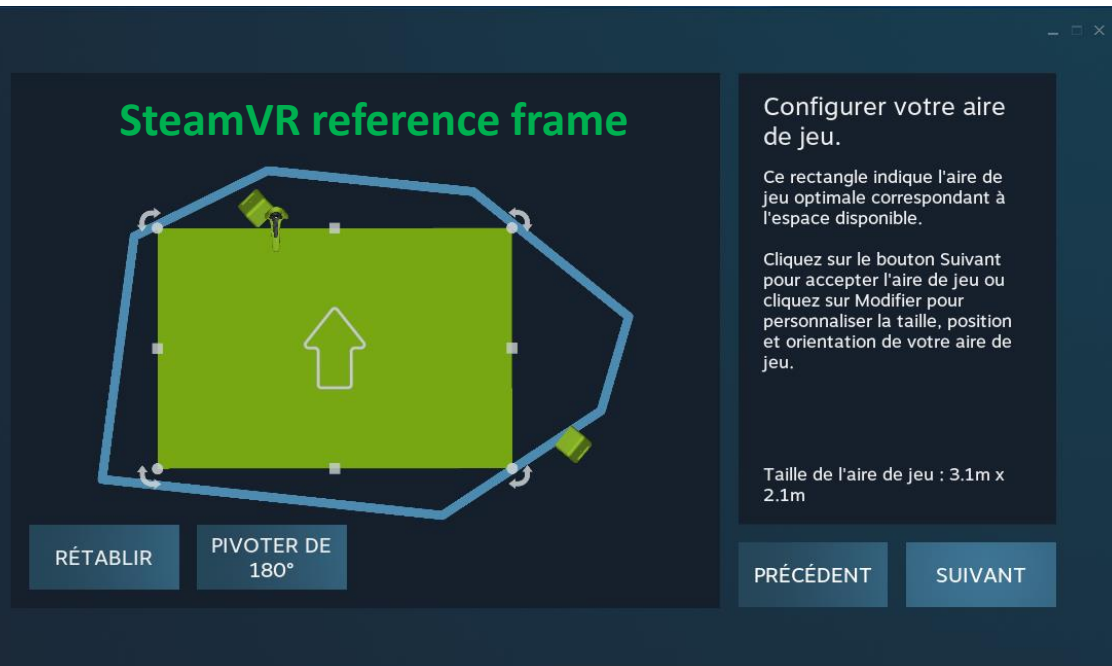 SteamVR reference frame
Configurer votre aire
de jeu.
Ce rectangle indique l'aire de
jeu optimale correspondant à
l'espace disponible.
Cliquez sur le bouton Suivant
pour accepter l'aire de jeu ou
cliquez sur Modifier pour
personnaliser la taille, position
et orientation de votre aire de
jeu.
Taille de l'aire de jeu : 3.1m x
2.1m
RÉTABLIR
PIVOTER DE
180°
PRÉCÉDENT
SUIVANT